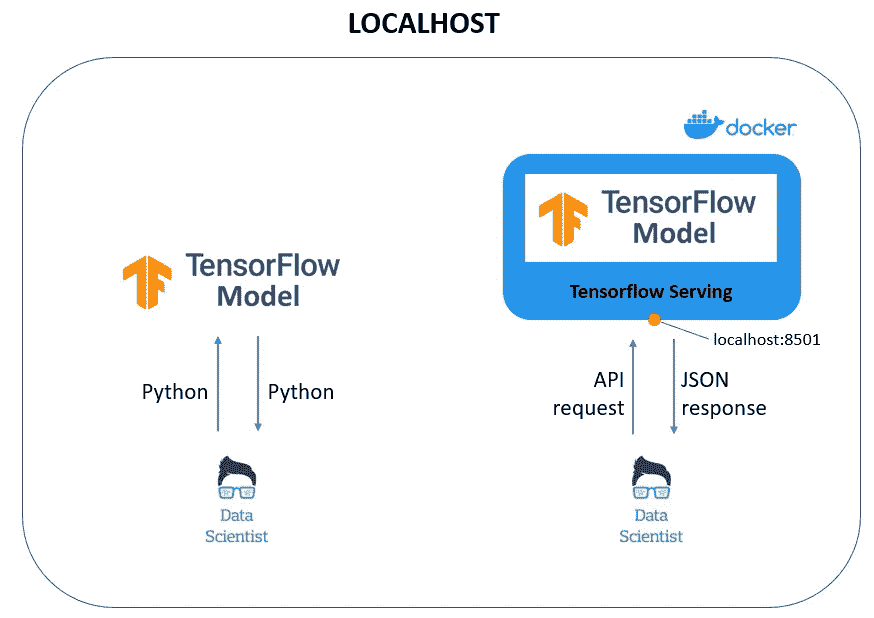 LOCALHOST
docker
TensorFlow
Model
Tensorflow Serving
localhost:8501
API
request
JSON
response
Data
Scientist
TensorFlow
Model
Python
Python
Data
Scientist